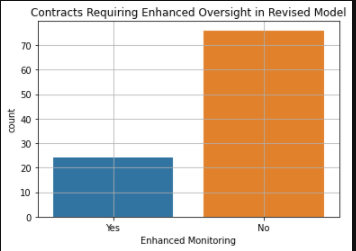 Contracts Requiring Enhanced Oversight in Revised Model
70
60
50
40
30
20
10
0
count
Yes No
Enhanced Monitoring